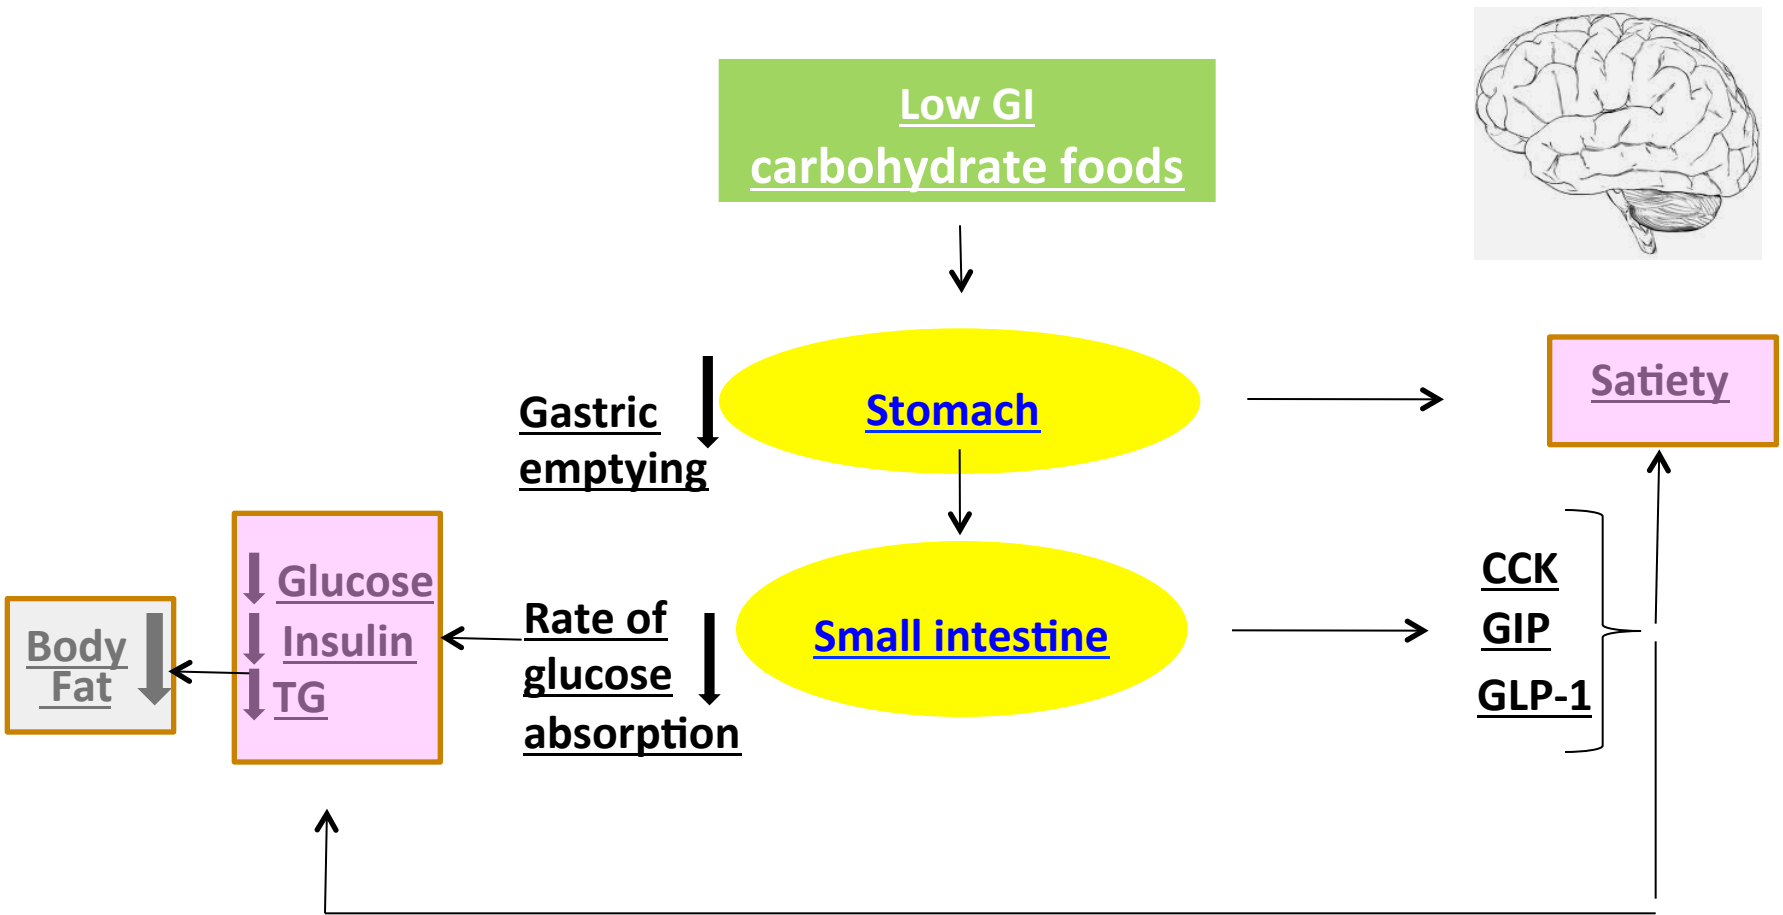 Low GI
carbohydrate foods
Satiety
Stomach
Gastric
emptying
CCK
GIP
GLP-1
Small intestine
Rate of
glucose
absorption
Glucose
Insulin
TG
Body
Fat